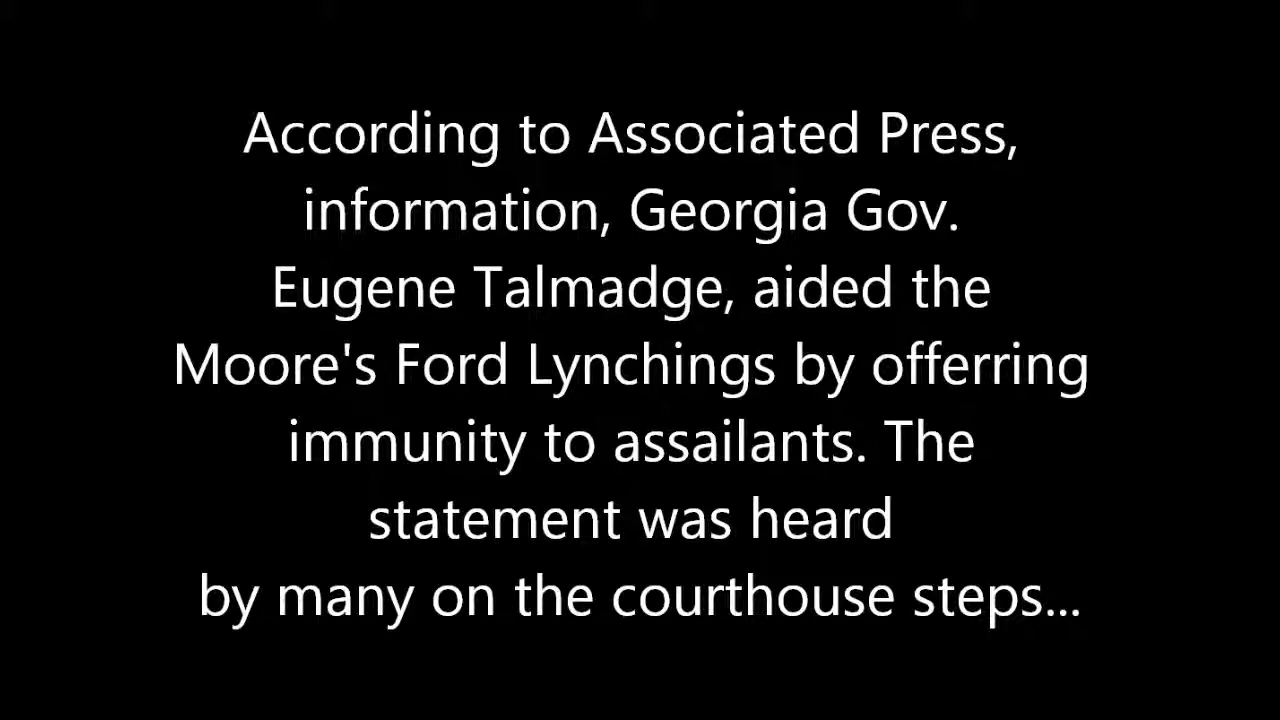 According to Associated Press,
information, Georgia Gov.
Eugene Talmadge, aided the
Moore's Ford Lynchings by offerring
immunity to assailants. The
statement was heard
by many on the courthouse steps...